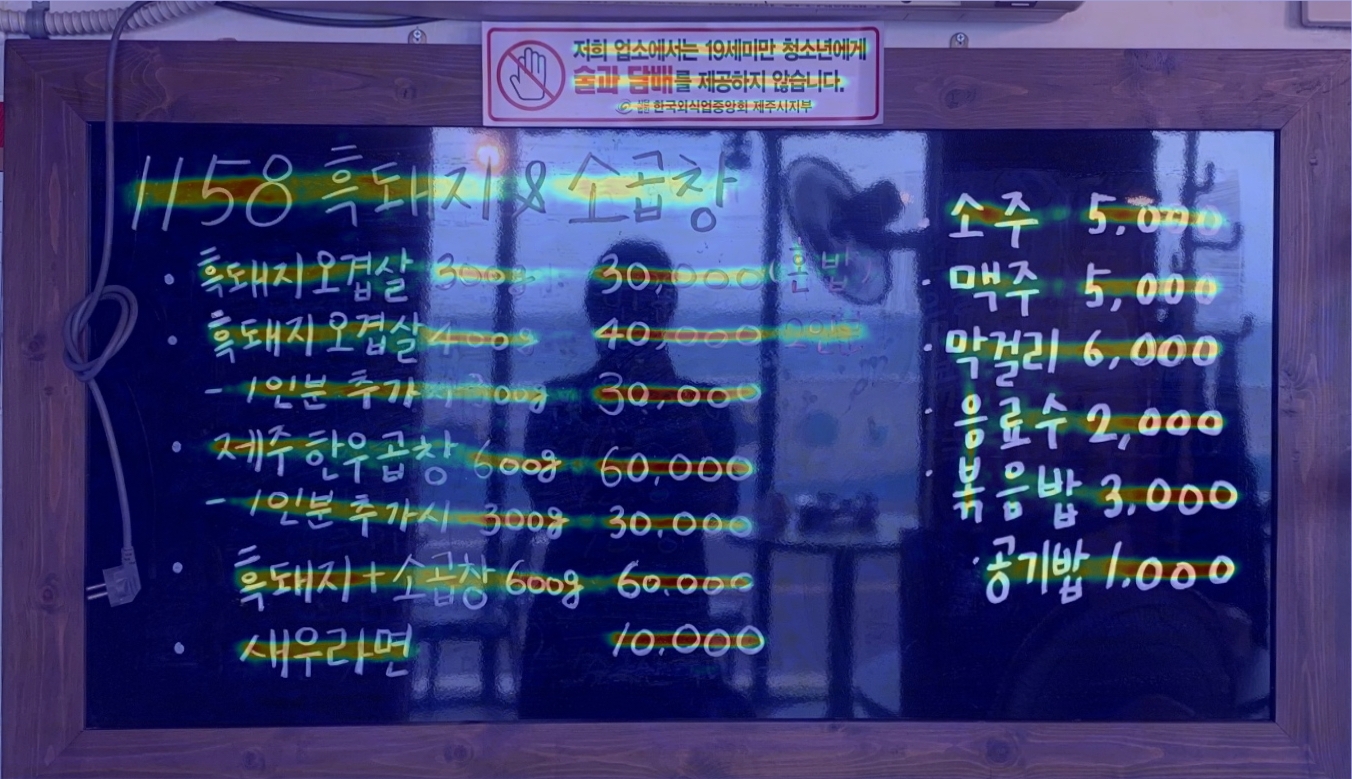 저희 업소에서는 19세미만 청소년에게
술과 담배를 제공하지 않습니다.
한국외식업중앙회 제주시지부
1158 흑돼지 & 소곱창
· 흑돼지오겹살 300g 30,000 (혼밥)
· 흑돼지오겹살 400g 40,000 2인분
- 1인분 추가시 300g 30,000
· 제주한우곱창 600g 60,000
- 1인분 추가시 300g 30,000
· 흑돼지+소곱창 600g 60,000
· 새우라면 10,000
소주 5,000
· 맥주 5,000
· 막걸리 6,000
· 음료수 2,000
· 볶음밥 3,000
· 공기밥 1,000